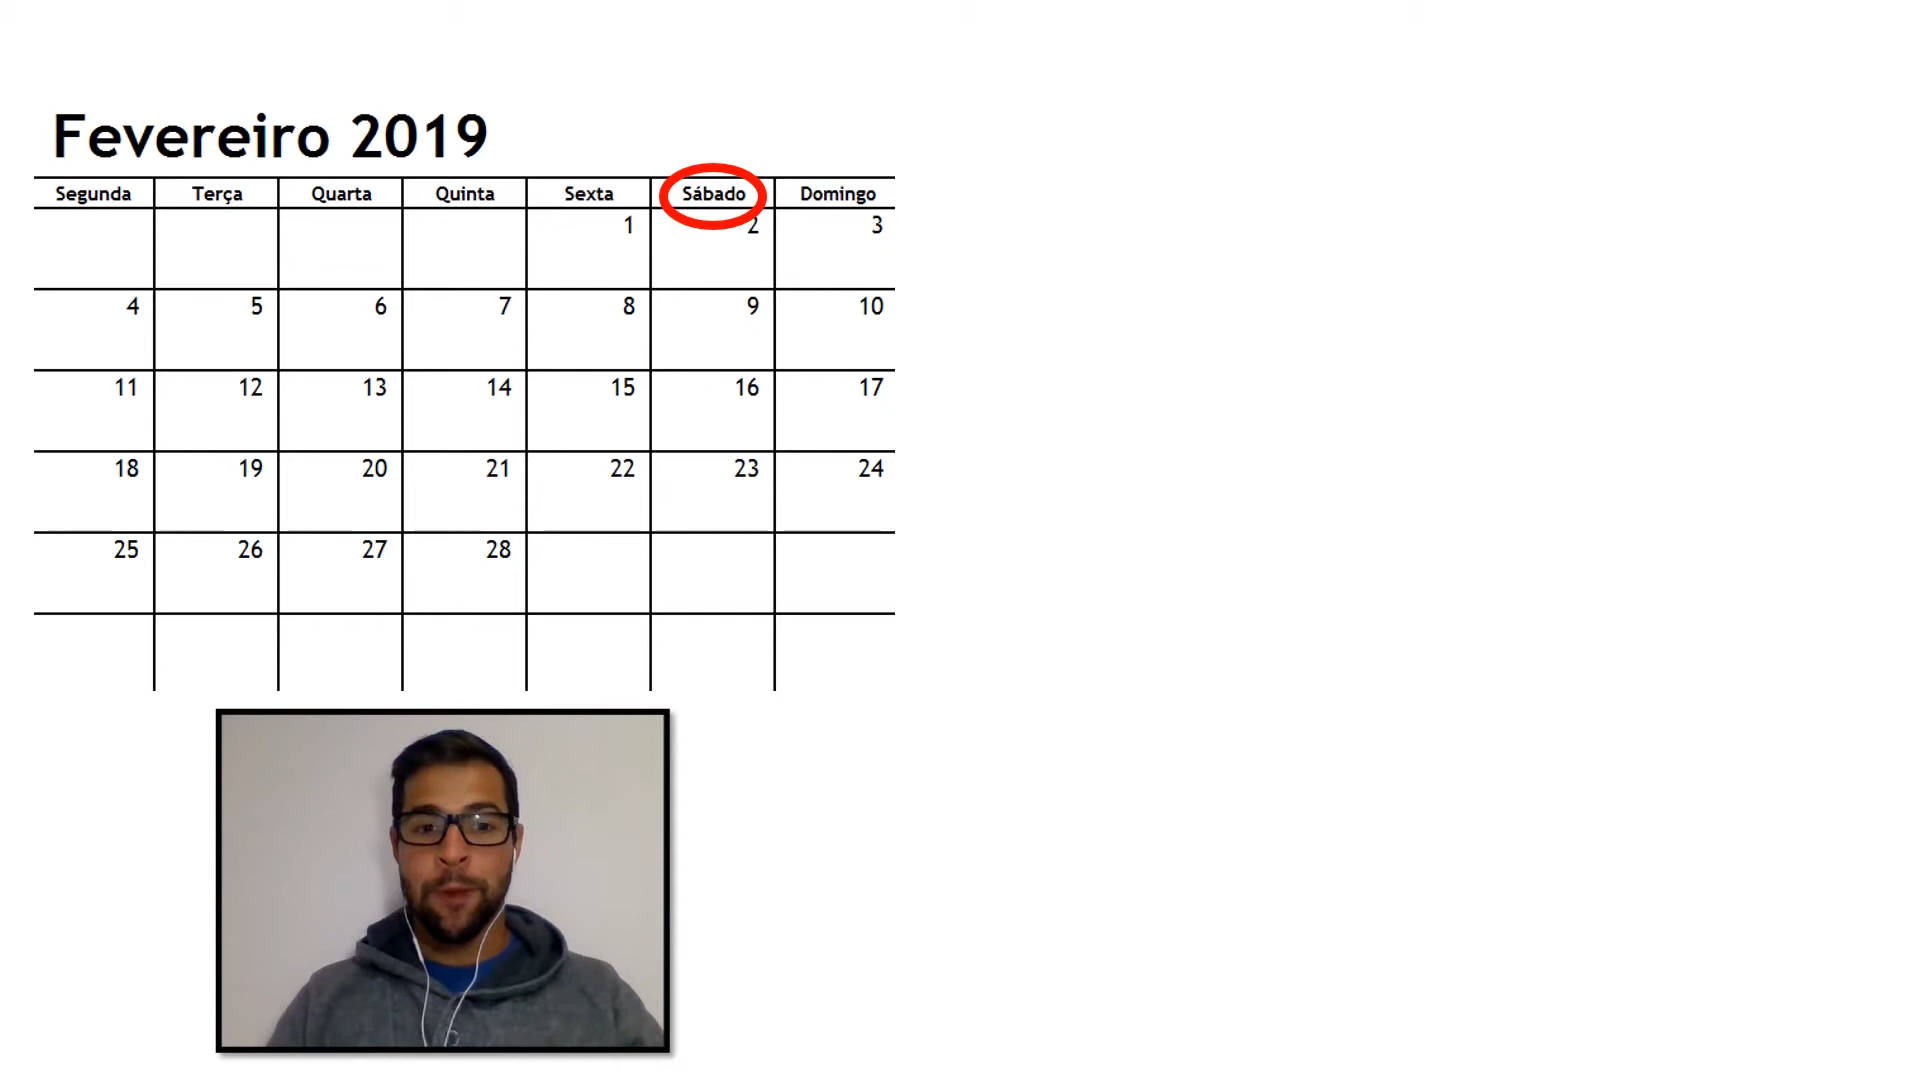 Fevereiro 2019
Segunda Terça Quarta Quinta Sexta Sábado Domingo
1 2 3
4 5 6 7 8 9 10
11 12 13 14 15 16 17
18 19 20 21 22 23 24
25 26 27 28